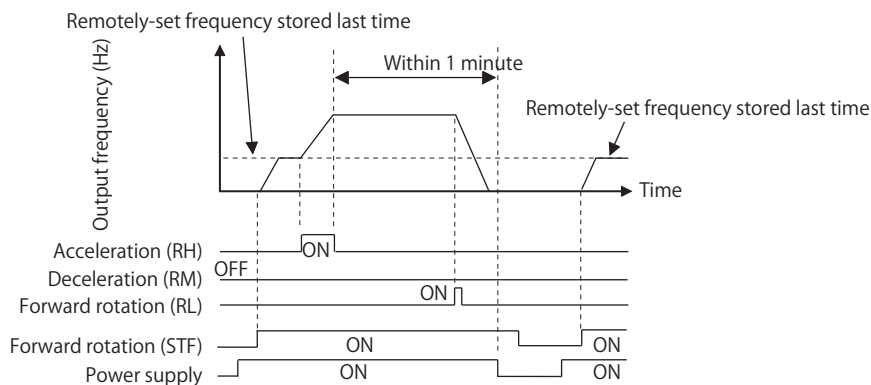 Remotely-set frequency stored last time
Output frequency (Hz)
Within 1 minute
Remotely-set frequency stored last time
Time
Acceleration (RH)
ON
Deceleration (RM)
OFF
Forward rotation (RL)
ON
Forward rotation (STF)
ON
ON
Power supply
ON
ON